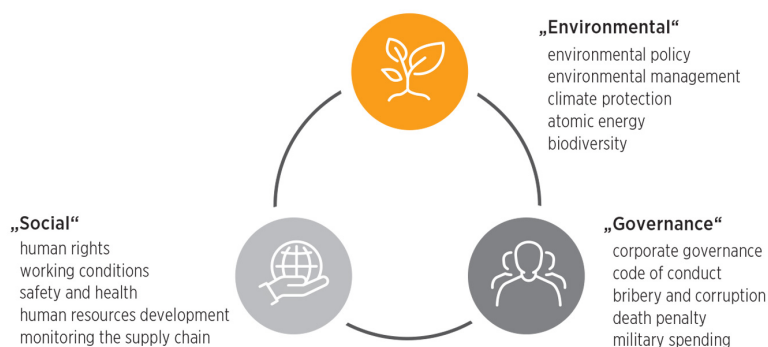 „Environmental“
environmental policy
environmental management
climate protection
atomic energy
biodiversity
„Social“
human rights
working conditions
safety and health
human resources development
monitoring the supply chain
„Governance“
corporate governance
code of conduct
bribery and corruption
death penalty
military spending